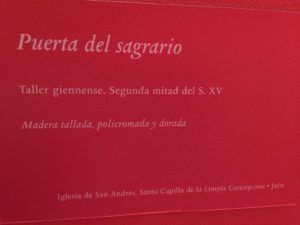 Puerta del sagrario
Taller giennense. Segunda mitad del S. XV
Madera tallada, policromada y dorada
Iglesia de San Andrés. Santa Capilla de la Limpia Concepción • Jaén